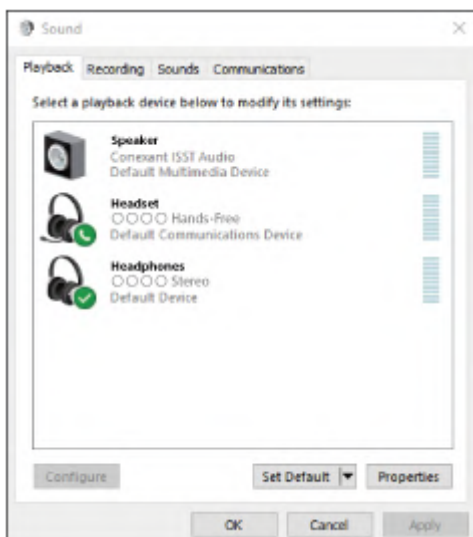 Sound
Playback Recording Sounds Communications
Select a playback device below to modify its settings:
Speaker
Conexant ISST Audio
Default Multimedia Device
Headset
○○○○ Hands-Free
Default Communications Device
Headphones
○○○○ Stereo
Default Device
Configure Set Default Properties
OK Cancel Apply